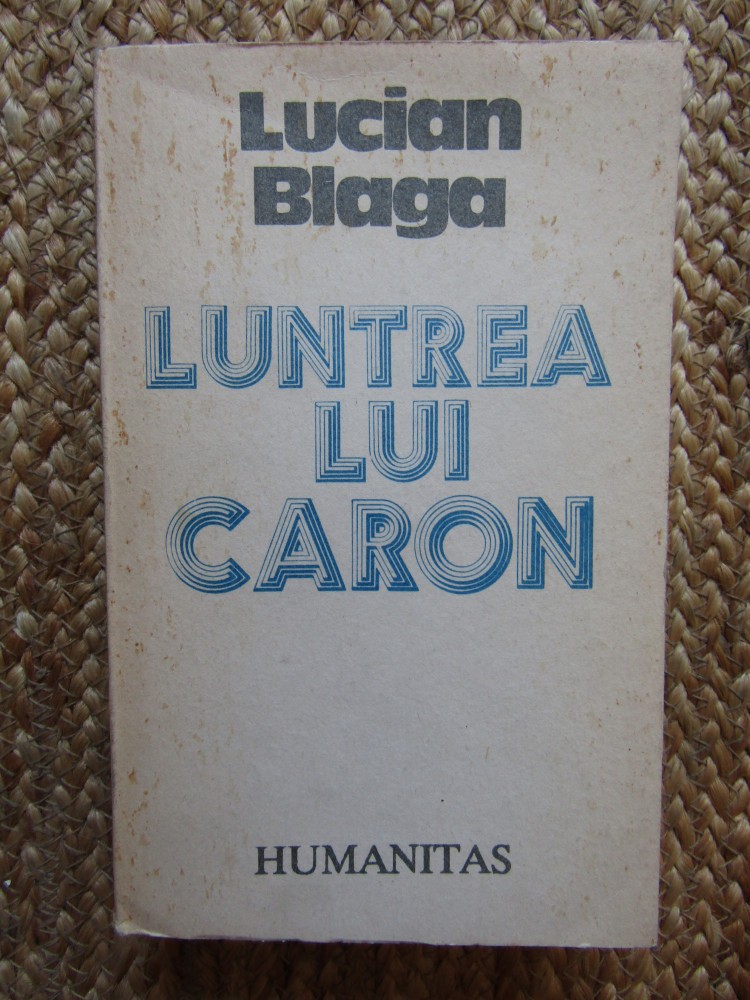 Lucian
Blaga
LUNTREA
LUI
CARON
HUMANITAS